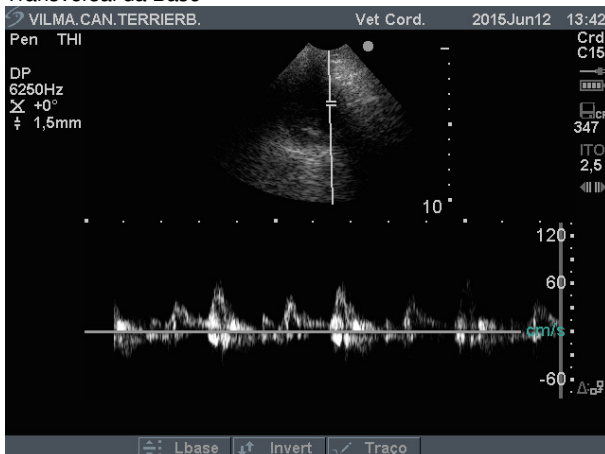 Transversal da Base
VILMA.CAN.TERRIERB. Vet Cord. 2015Jun12 13:42
Pen THI
Crd
C15
DP
6250Hz
+0°
1,5mm
347
ITO
2,5
10
120
60
cm/s
-60
Lbase Invert Traço